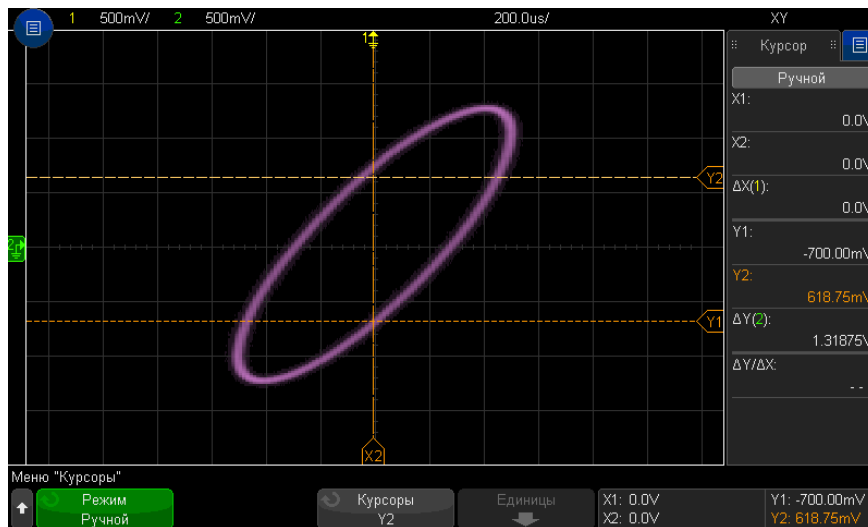 1 500mV/ 2 500mV/ 200.0us/ XY
Курсор
Ручной
X1:
0.0V
X2:
0.0V
ΔX(1):
0.0V
Y1:
-700.00mV
Y2:
618.75mV
ΔY(2):
1.31875V
ΔY/ΔX:
--
1
2
Y2
Y1
X2
Меню "Курсоры"
Режим
Ручной
Курсоры
Y2
Единицы
X1: 0.0V
X2: 0.0V
Y1: -700.00mV
Y2: 618.75mV